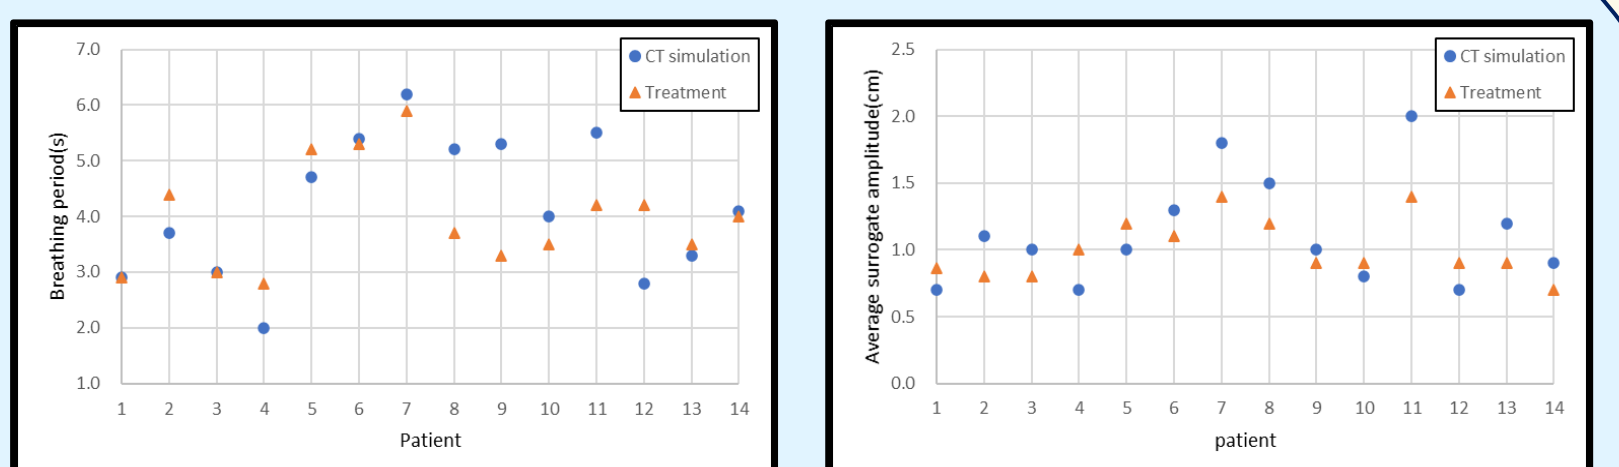 7.0
6.0
5.0
4.0
3.0
2.0
1.0
Breathing period(s)
CT simulation
Treatment
1 2 3 4 5 6 7 8 9 10 11 12 13 14
Patient
2.5
2.0
1.5
1.0
0.5
0.0
Average surrogate amplitude(cm)
CT simulation
Treatment
1 2 3 4 5 6 7 8 9 10 11 12 13 14
patient